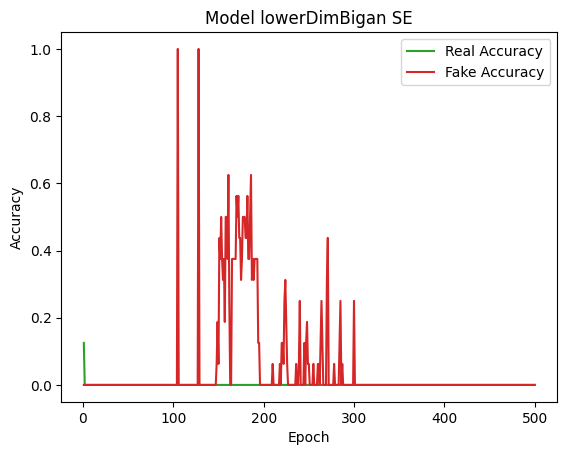 Model lowerDimBigan SE
Real Accuracy
Fake Accuracy
1.0
0.8
0.6
0.4
0.2
0.0
Accuracy
0 100 200 300 400 500
Epoch